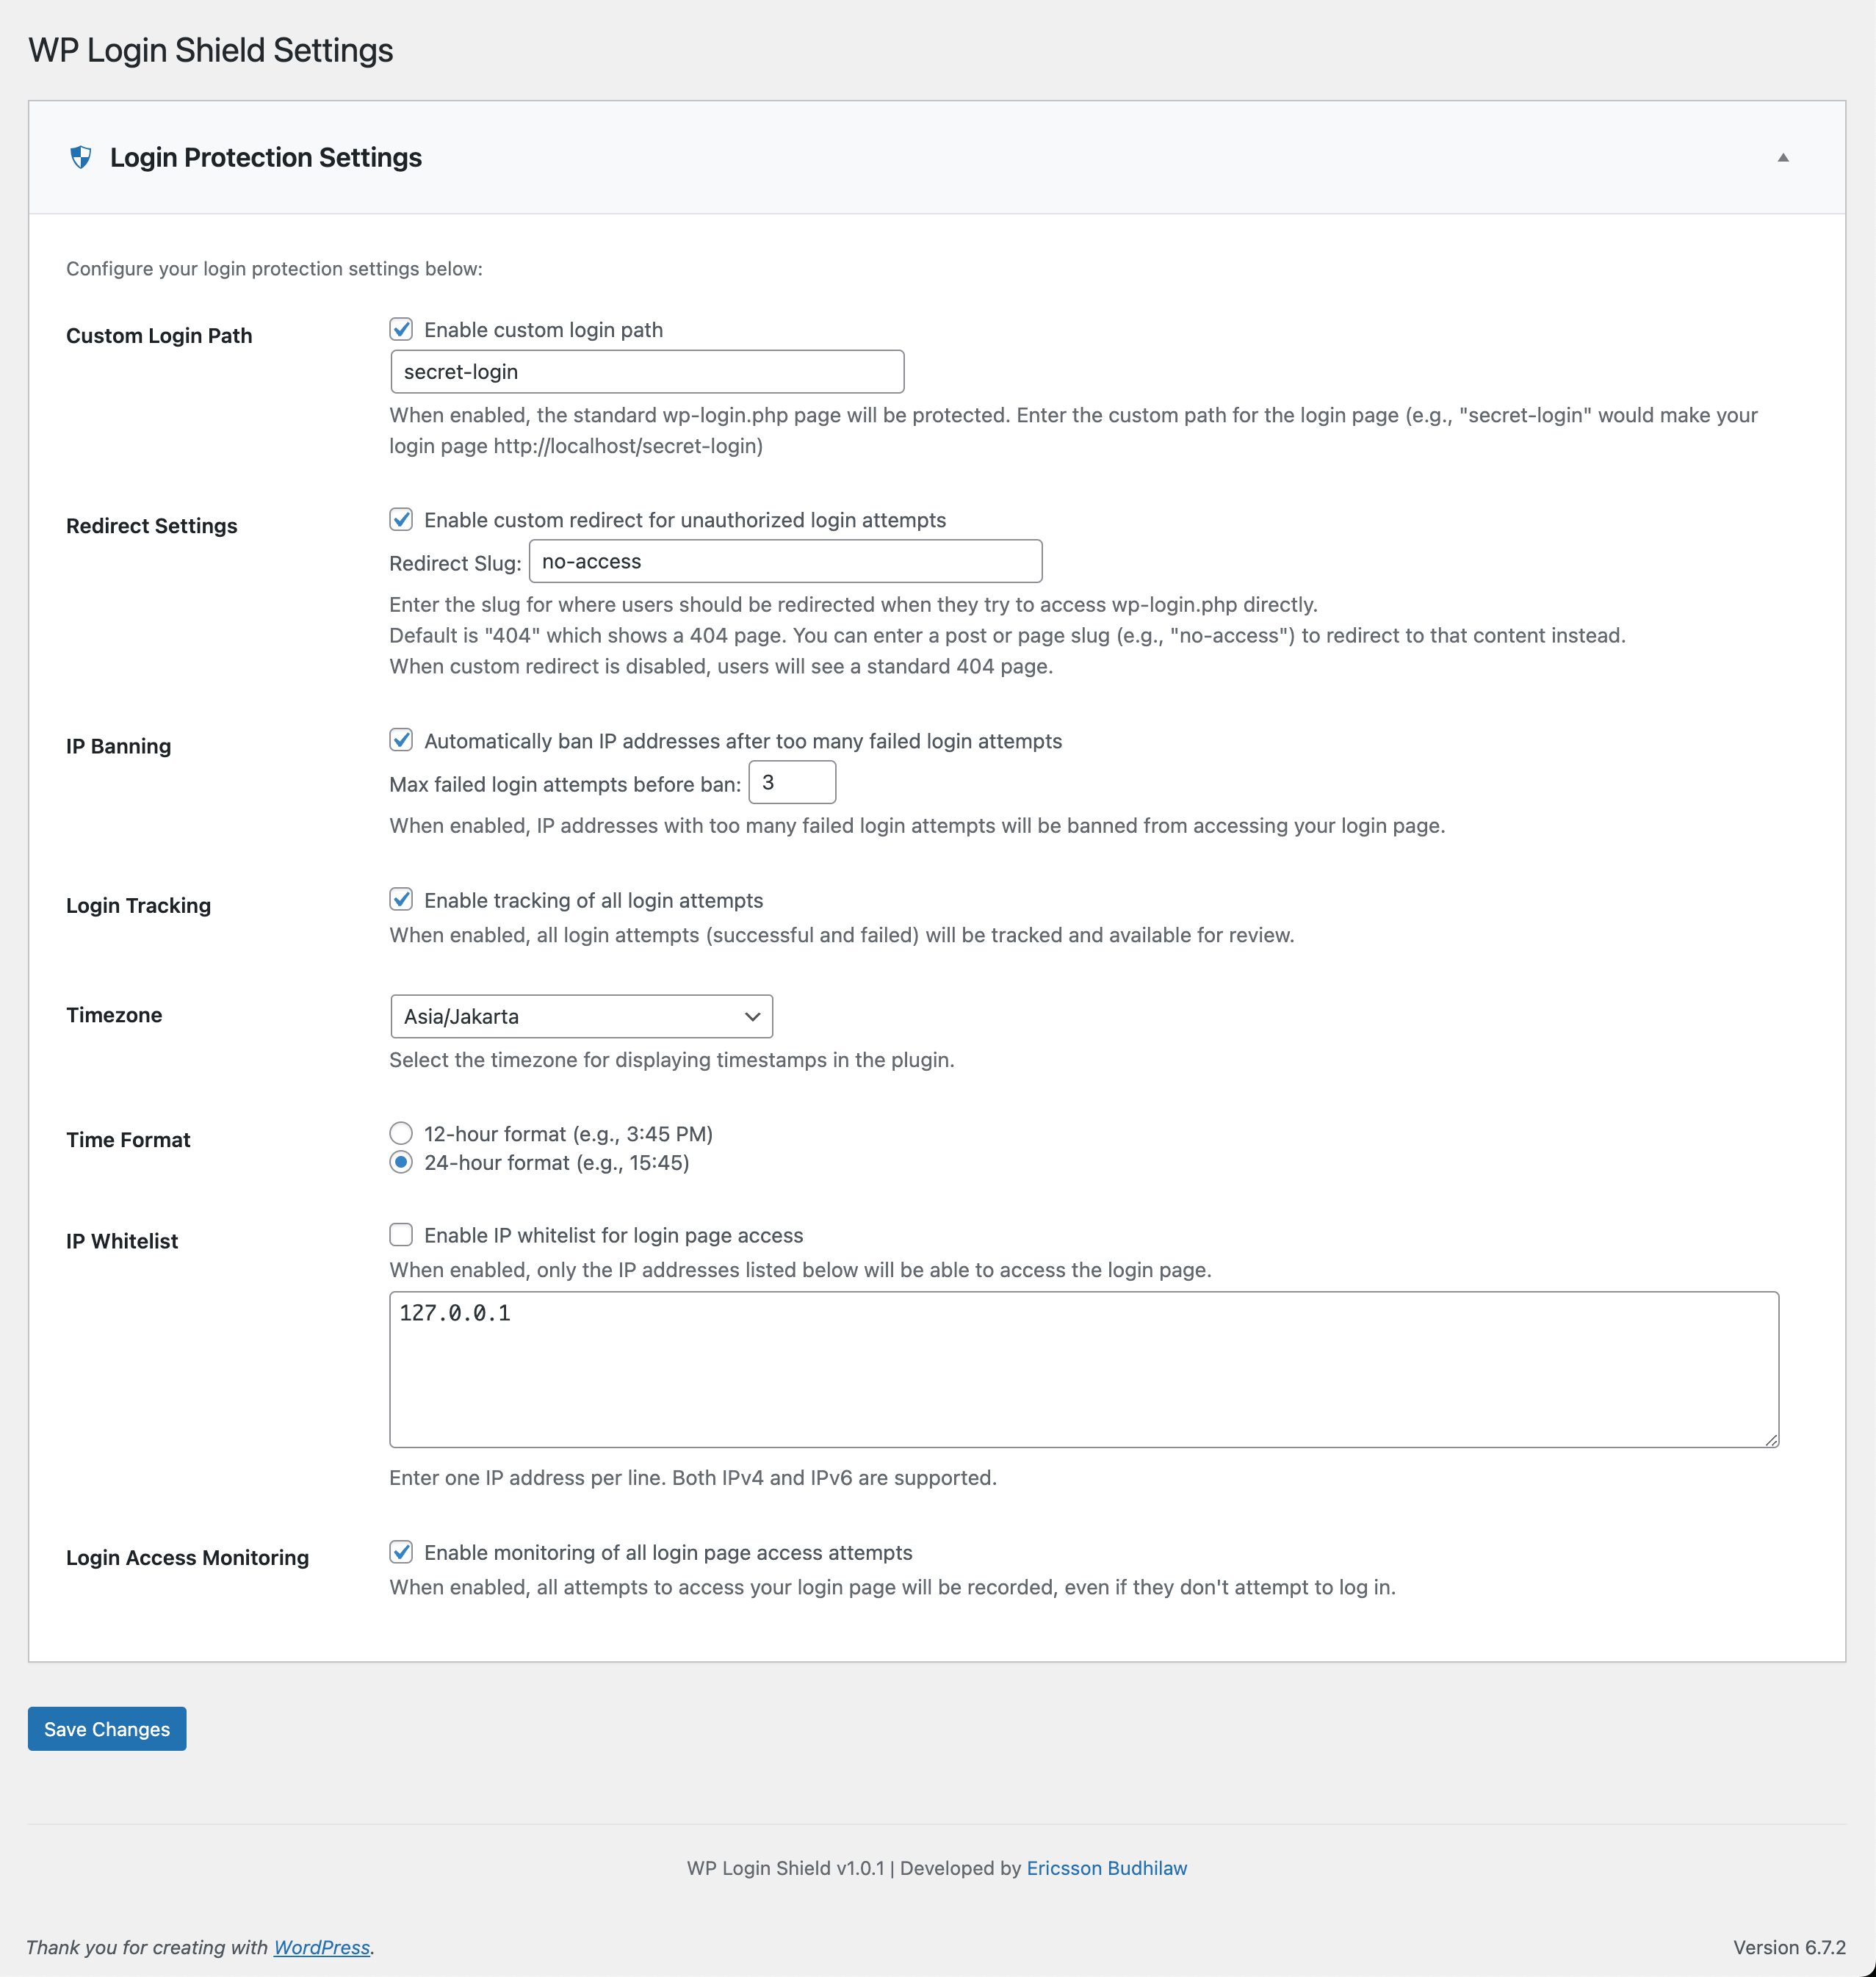 WP Login Shield Settings
Login Protection Settings
Configure your login protection settings below:
Custom Login Path
Enable custom login path
secret-login
When enabled, the standard wp-login.php page will be protected. Enter the custom path for the login page (e.g., "secret-login" would make your
login page http://localhost/secret-login)
Redirect Settings
Enable custom redirect for unauthorized login attempts
Redirect Slug: no-access
Enter the slug for where users should be redirected when they try to access wp-login.php directly.
Default is "404" which shows a 404 page. You can enter a post or page slug (e.g., "no-access") to redirect to that content instead.
When custom redirect is disabled, users will see a standard 404 page.
IP Banning
Automatically ban IP addresses after too many failed login attempts
Max failed login attempts before ban: 3
When enabled, IP addresses with too many failed login attempts will be banned from accessing your login page.
Login Tracking
Enable tracking of all login attempts
When enabled, all login attempts (successful and failed) will be tracked and available for review.
Timezone
Asia/Jakarta
Select the timezone for displaying timestamps in the plugin.
Time Format
12-hour format (e.g., 3:45 PM)
24-hour format (e.g., 15:45)
IP Whitelist
Enable IP whitelist for login page access
When enabled, only the IP addresses listed below will be able to access the login page.
127.0.0.1
Enter one IP address per line. Both IPv4 and IPv6 are supported.
Login Access Monitoring
Enable monitoring of all login page access attempts
When enabled, all attempts to access your login page will be recorded, even if they don't attempt to log in.
Save Changes
WP Login Shield v1.0.1 | Developed by Ericsson Budhilaw
Thank you for creating with WordPress.
Version 6.7.2